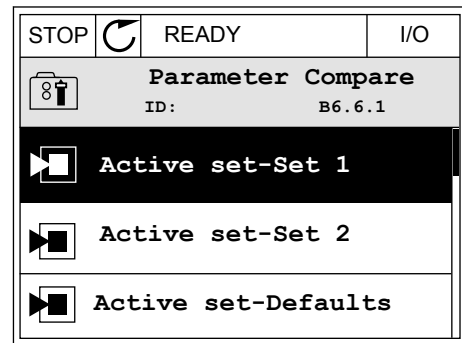 STOP READY I/O
Parameter Compare
ID: B6.6.1
Active set-Set 1
Active set-Set 2
Active set-Defaults